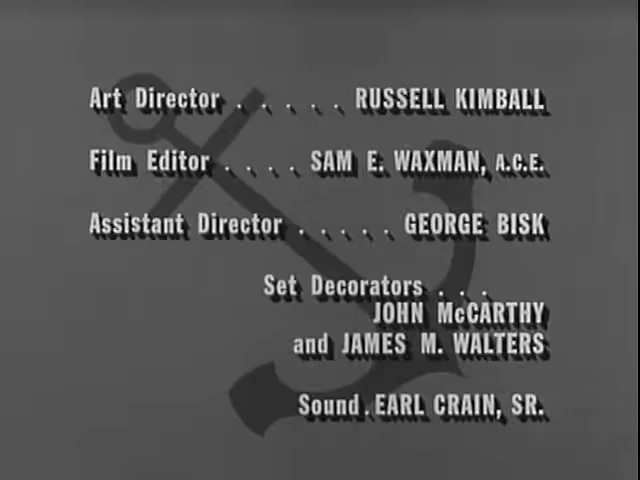 Art Director . . . . . RUSSELL KIMBALL
Film Editor . . . . SAM E. WAXMAN, A.C.E.
Assistant Director . . . . . GEORGE BISK
Set Decorators . . .
JOHN McCARTHY
and JAMES M. WALTERS
Sound . EARL CRAIN, SR.